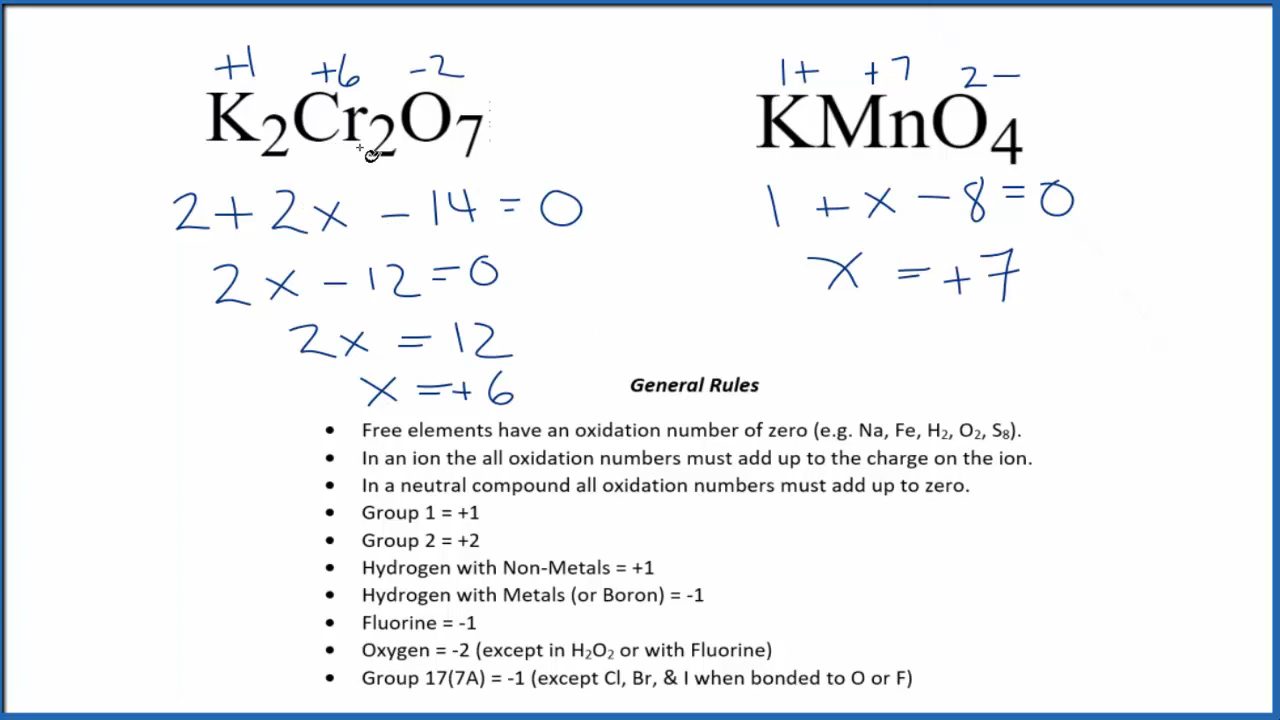 +1 +6 -2
K₂Cr₂O₇
2 + 2x - 14 = 0
2x - 12 = 0
2x = 12
x = +6
1+ +7 2-
KMnO₄
1 + x - 8 = 0
x = +7
General Rules
• Free elements have an oxidation number of zero (e.g. Na, Fe, H₂, O₂, S₈).
• In an ion the all oxidation numbers must add up to the charge on the ion.
• In a neutral compound all oxidation numbers must add up to zero.
• Group 1 = +1
• Group 2 = +2
• Hydrogen with Non-Metals = +1
• Hydrogen with Metals (or Boron) = -1
• Fluorine = -1
• Oxygen = -2 (except in H₂O₂ or with Fluorine)
• Group 17(7A) = -1 (except Cl, Br, & I when bonded to O or F)